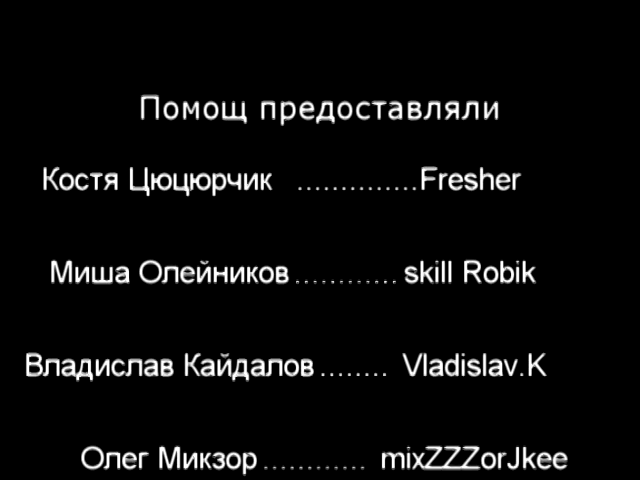 Помощ предоставляли
Костя Цюцюрчик ..............Fresher
Миша Олейников ............ skill Robik
Владислав Кайдалов ........ Vladislav.K
Олег Микзор ............ mixZZZorJkee